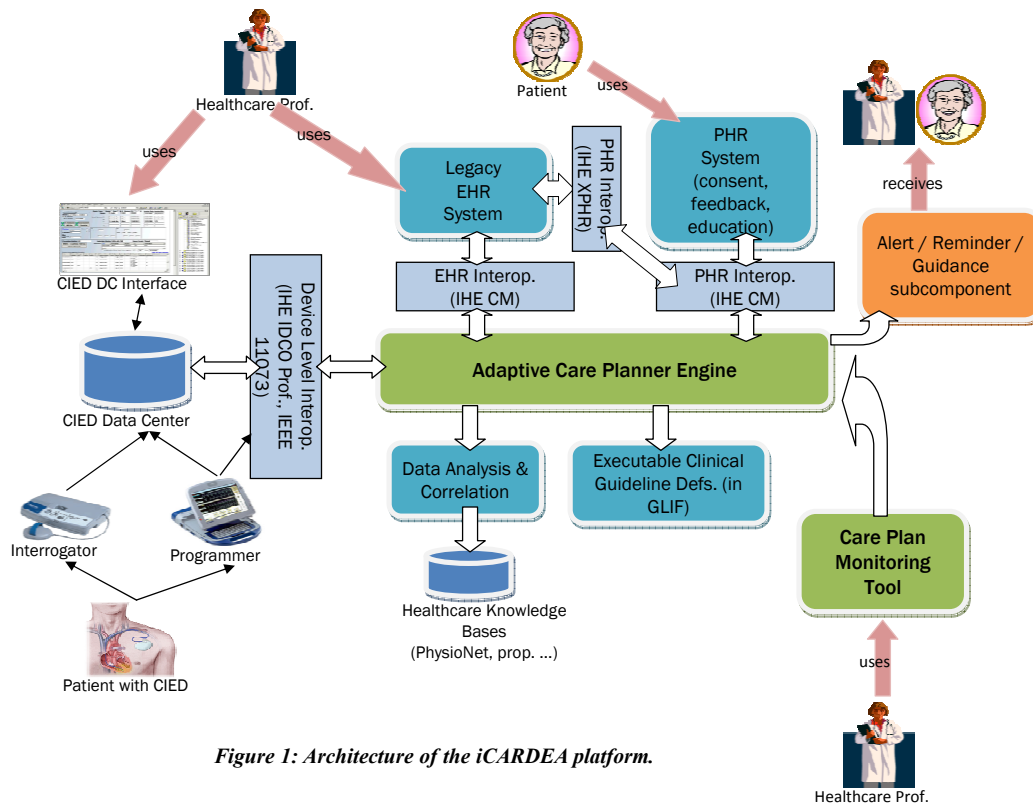 Healthcare Prof.
Patient
uses
uses
uses
receives
Legacy
EHR
System
PHR Interop.
(IHE XPHR)
PHR
System
(consent,
feedback,
education)
Alert / Reminder /
Guidance
subcomponent
CIED DC Interface
EHR Interop.
(IHE CM)
PHR Interop.
(IHE CM)
Device Level Interop.
(IHE IDCO Prof., IEEE
11073)
Adaptive Care Planner Engine
CIED Data Center
Data Analysis &
Correlation
Executable Clinical
Guideline Defs. (in
GLIF)
Interrogator
Programmer
Care Plan
Monitoring
Tool
Healthcare Knowledge
Bases
(PhysioNet, prop. ...)
Patient with CIED
uses
Figure 1: Architecture of the iCARDEA platform.
Healthcare Prof.